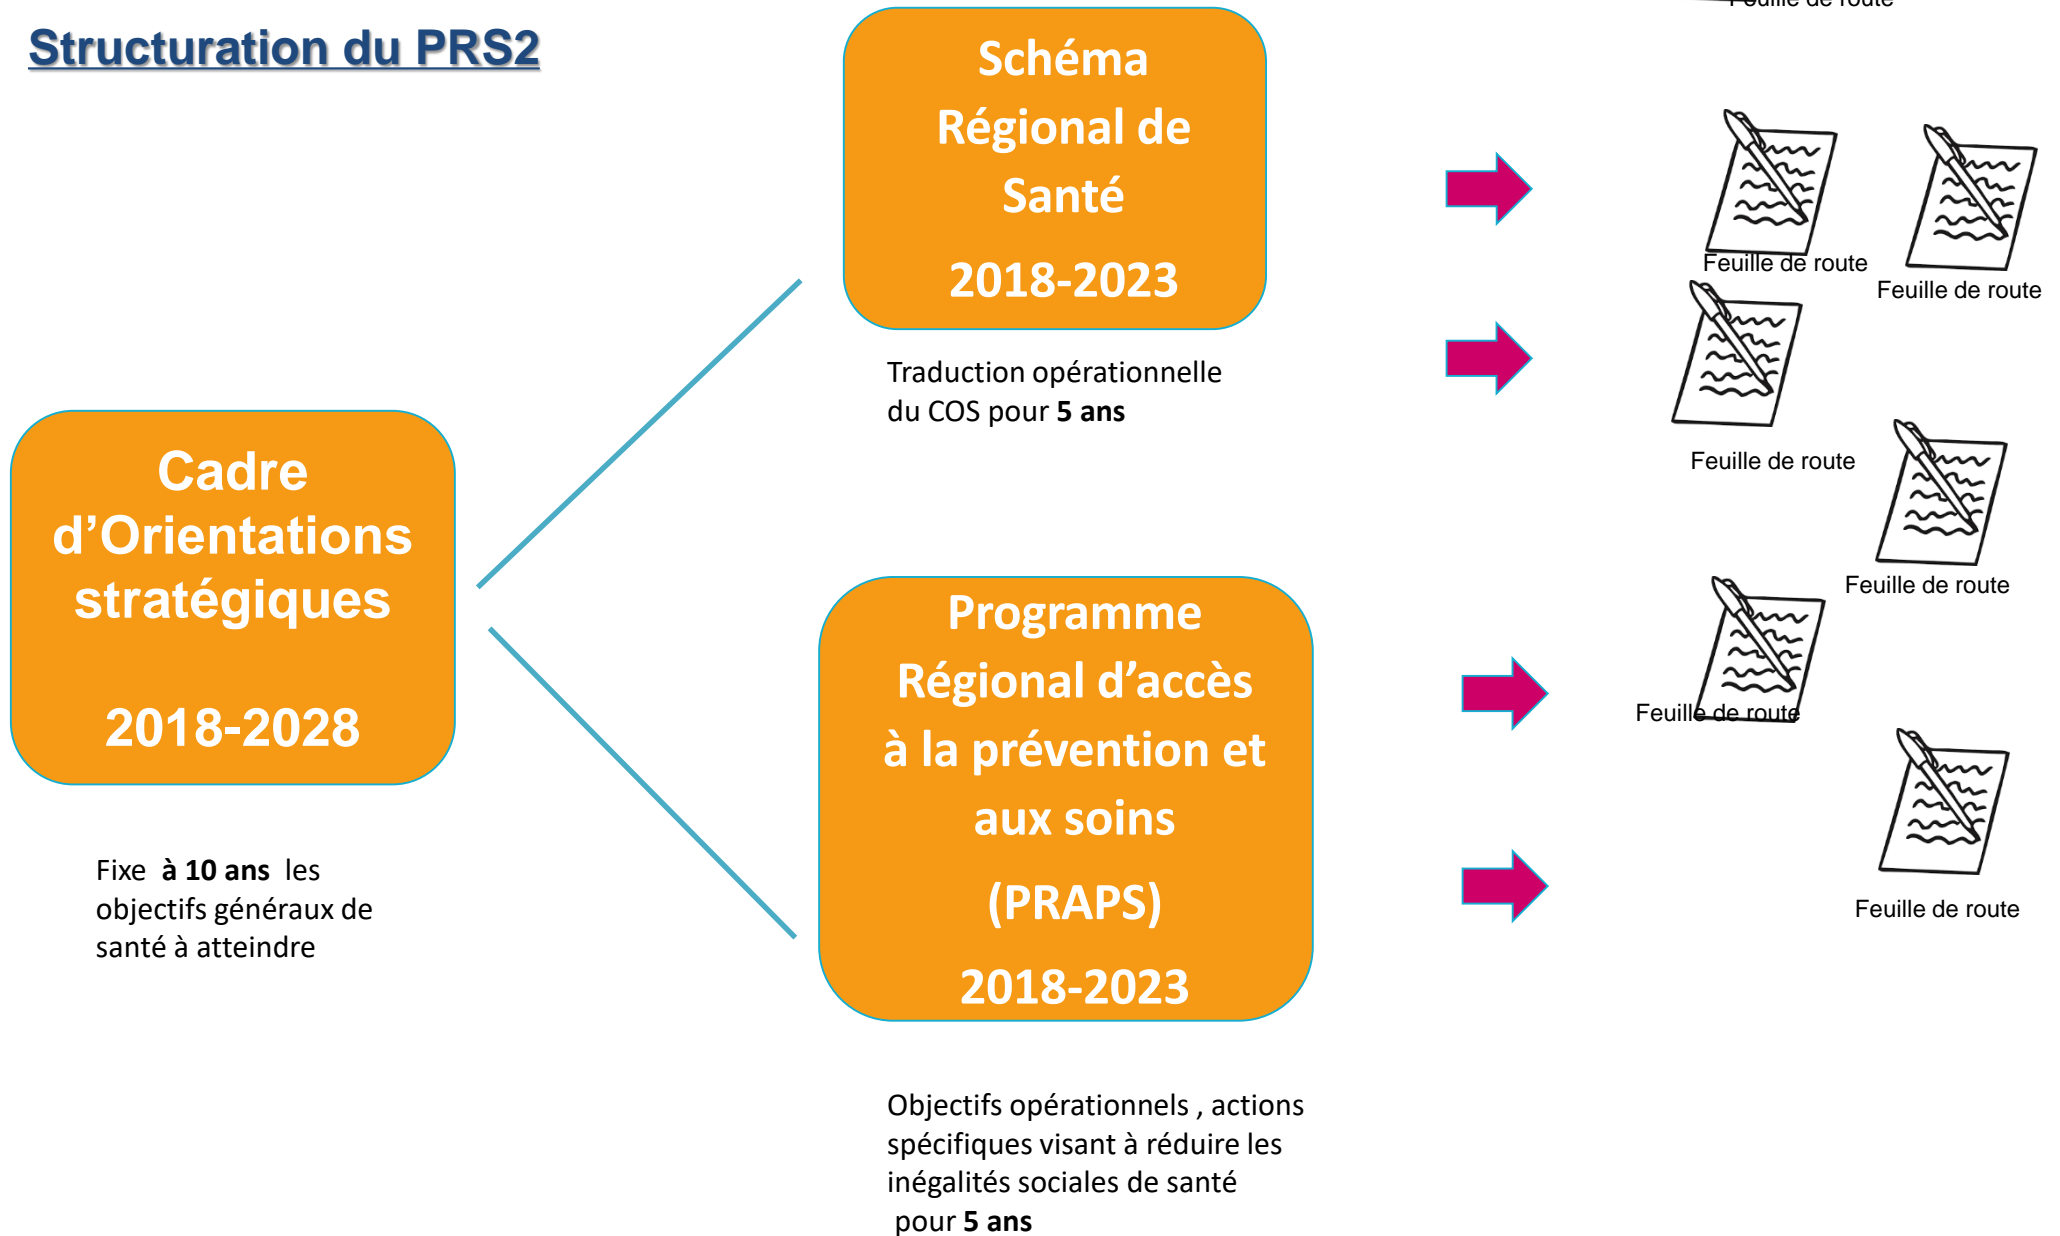 Structuration du PRS2
Cadre
d’Orientations
stratégiques
2018-2028
Fixe  à 10 ans  les
objectifs généraux de
santé à atteindre
Schéma
Régional de
Santé
2018-2023
Traduction opérationnelle
du COS pour 5 ans
Programme
Régional d’accès
à la prévention et
aux soins
(PRAPS)
2018-2023
Objectifs opérationnels , actions
spécifiques visant à réduire les
inégalités sociales de santé
pour 5 ans
Feuille de route
Feuille de route
Feuille de route
Feuille de route
Feuille de route
Feuille de route
Feuille de route